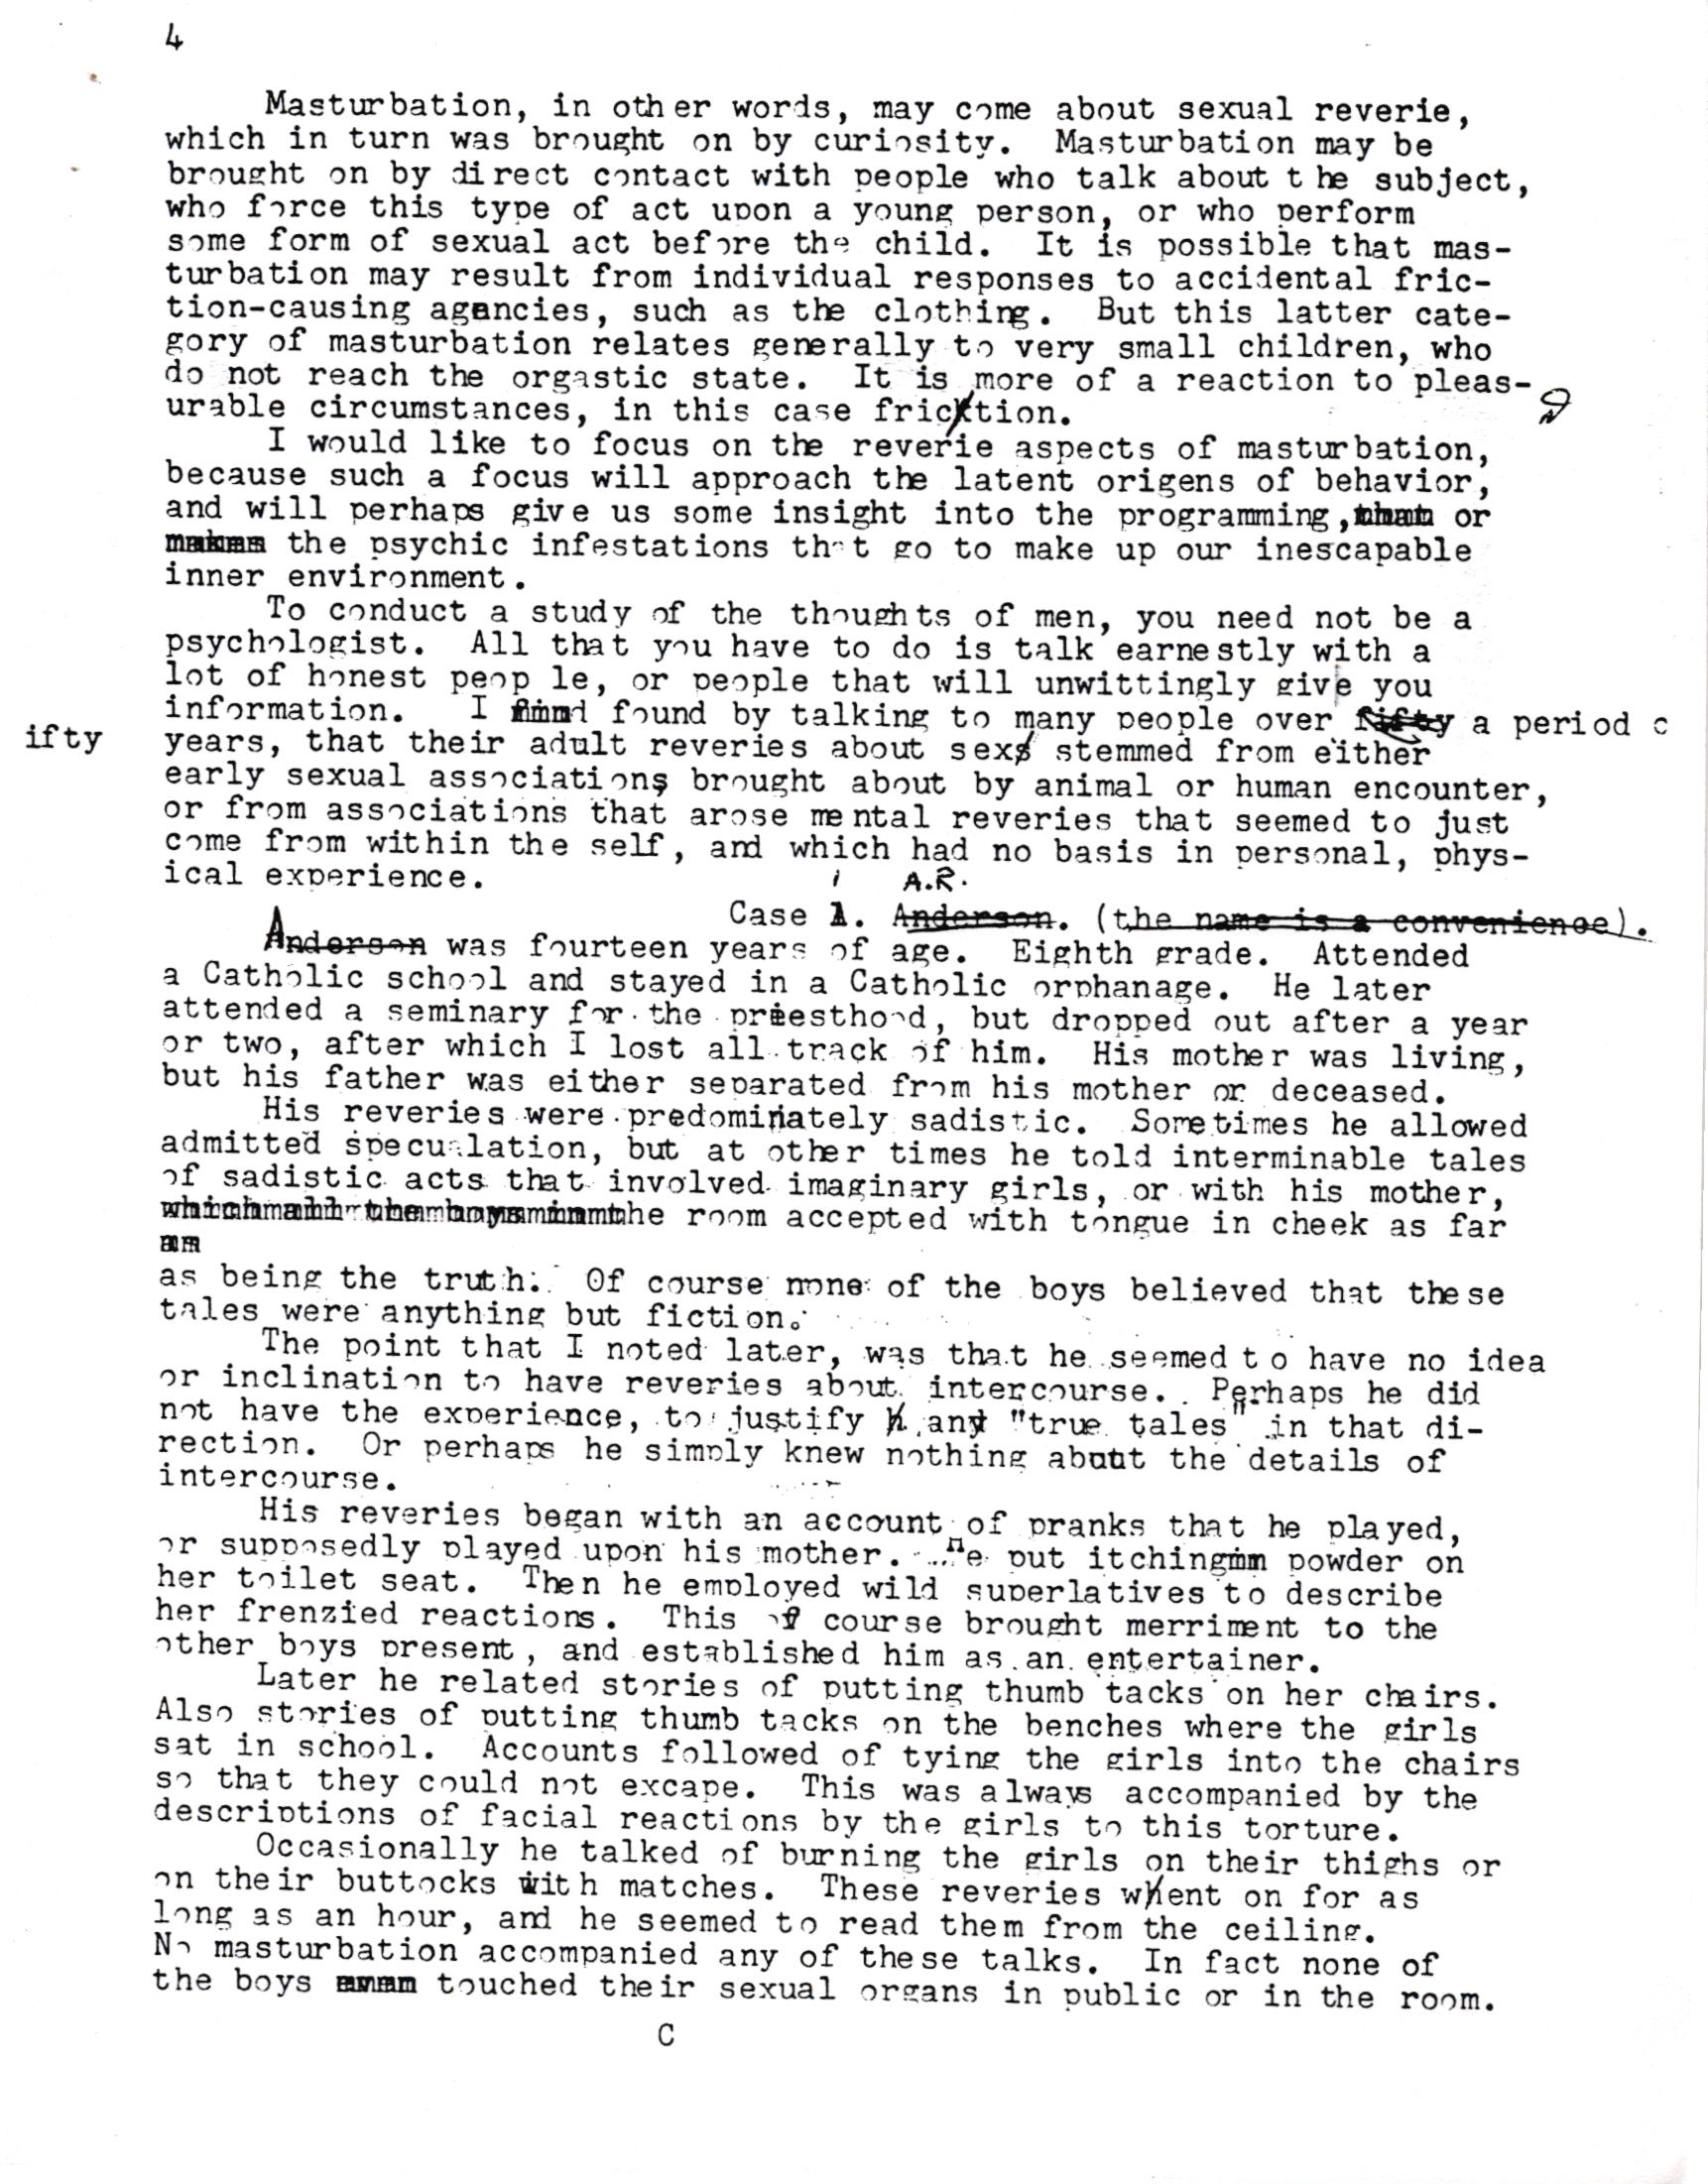 4
Masturbation, in other words, may come about sexual reverie,
which in turn was brought on by curiosity. Masturbation may be
brought on by direct contact with people who talk about t he subject,
who force this type of act upon a young person, or who perform
some form of sexual act before the child. It is possible that mas-
turbation may result from individual responses to accidental fric-
tion-causing agencies, such as the clothing. But this latter cate-
gory of masturbation relates generally to very small children, who
do not reach the orgastic state. It is more of a reaction to pleas-
urable circumstances, in this case friction.
I would like to focus on the reverie aspects of masturbation,
because such a focus will approach the latent origens of behavior,
and will perhaps give us some insight into the programming, or
the psychic infestations that go to make up our inescapable
inner environment.
To conduct a study of the thoughts of men, you need not be a
psychologist. All that you have to do is talk earnestly with a
lot of honest peop le, or people that will unwittingly give you
information. I found by talking to many people over fifty a period c
ifty years, that their adult reveries about sex stemmed from either
early sexual associations brought about by animal or human encounter,
or from associations that arose mental reveries that seemed to just
come from within the self, and which had no basis in personal, phys-
ical experience.
A.R.
Case 1. Anderson. (the name is a convenience).
Anderson was fourteen years of age. Eighth grade. Attended
a Catholic school and stayed in a Catholic orphanage. He later
attended a seminary for the priesthood, but dropped out after a year
or two, after which I lost all track of him. His mother was living,
but his father was either separated from his mother or deceased.
His reveries were predominately sadistic. Sometimes he allowed
admitted speculation, but at other times he told interminable tales
of sadistic acts that involved imaginary girls, or with his mother,
which all the boys in the room accepted with tongue in cheek as far
as being the truth. Of course none of the boys believed that these
tales were anything but fiction.
The point that I noted later, was that he seemed t o have no idea
or inclination to have reveries about intercourse. Perhaps he did
not have the experience, to justify any "true tales" in that di-
rection. Or perhaps he simply knew nothing about the details of
intercourse.
His reveries began with an account of pranks that he played,
or supposedly played upon his mother. He put itching powder on
her toilet seat. Then he employed wild superlatives to describe
her frenzied reactions. This of course brought merriment to the
other boys present, and established him as an entertainer.
Later he related stories of putting thumb tacks on her chairs.
Also stories of putting thumb tacks on the benches where the girls
sat in school. Accounts followed of tying the girls into the chairs
so that they could not excape. This was always accompanied by the
descriptions of facial reactions by the girls to this torture.
Occasionally he talked of burning the girls on their thighs or
on their buttocks with matches. These reveries went on for as
long as an hour, and he seemed to read them from the ceiling.
No masturbation accompanied any of these talks. In fact none of
the boys touched their sexual organs in public or in the room.
C